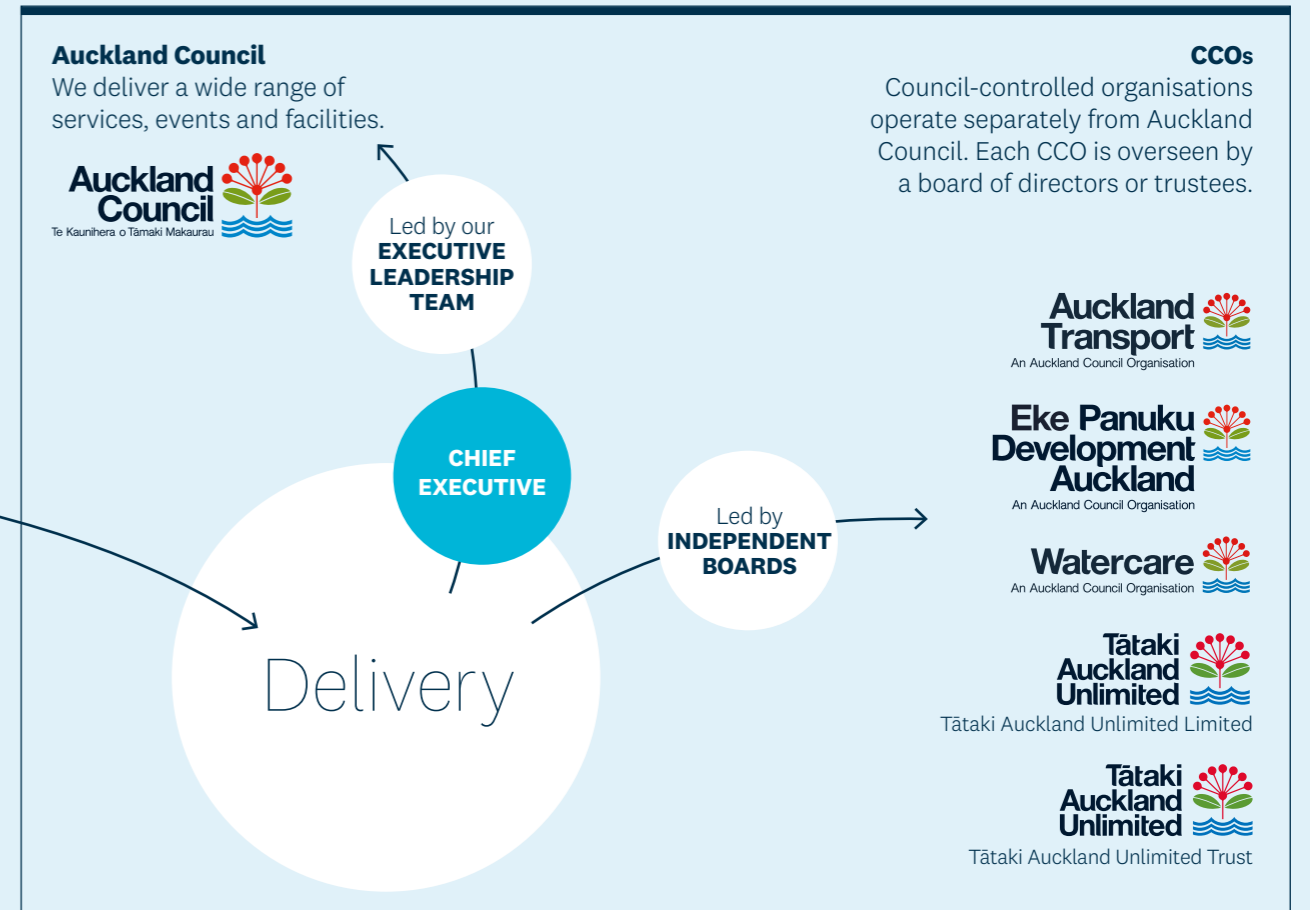 Auckland Council
We deliver a wide range of
services, events and facilities.
Auckland
Council
Te Kaunihera o Tāmaki Makaurau
Led by our
EXECUTIVE
LEADERSHIP
TEAM
CHIEF
EXECUTIVE
Delivery
Led by
INDEPENDENT
BOARDS
CCOs
Council-controlled organisations
operate separately from Auckland
Council. Each CCO is overseen by
a board of directors or trustees.
Auckland
Transport
An Auckland Council Organisation
Eke Panuku
Development
Auckland
An Auckland Council Organisation
Watercare
An Auckland Council Organisation
Tātaki
Auckland
Unlimited
Tātaki Auckland Unlimited Limited
Tātaki
Auckland
Unlimited
Tātaki Auckland Unlimited Trust